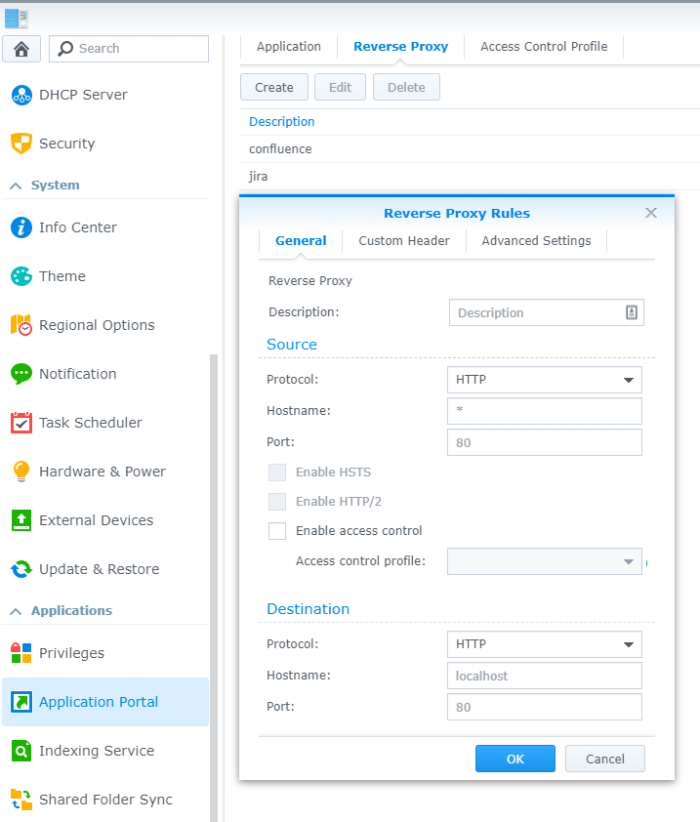 Search
DHCP Server
Security
System
Info Center
Theme
Regional Options
Notification
Task Scheduler
Hardware & Power
External Devices
Update & Restore
Applications
Privileges
Application Portal
Indexing Service
Shared Folder Sync
Application Reverse Proxy Access Control Profile
Create Edit Delete
Description
confluence
jira
Reverse Proxy Rules
General Custom Header Advanced Settings
Reverse Proxy
Description: Description
Source
Protocol: HTTP
Hostname: *
Port: 80
Enable HSTS
Enable HTTP/2
Enable access control
Access control profile:
Destination
Protocol: HTTP
Hostname: localhost
Port: 80
OK Cancel